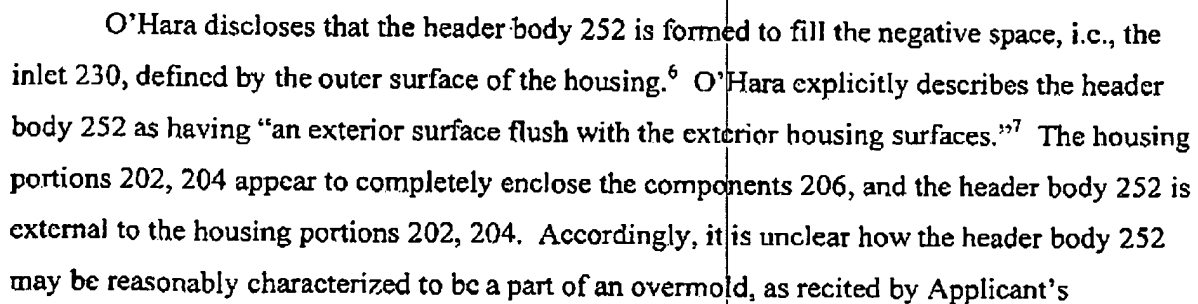 O'Hara discloses that the header body 252 is formed to fill the negative space, i.e., the
inlet 230, defined by the outer surface of the housing.⁶ O'Hara explicitly describes the header
body 252 as having “an exterior surface flush with the exterior housing surfaces.”⁷ The housing
portions 202, 204 appear to completely enclose the components 206, and the header body 252 is
external to the housing portions 202, 204. Accordingly, it is unclear how the header body 252
may be reasonably characterized to be a part of an overmold, as recited by Applicant's